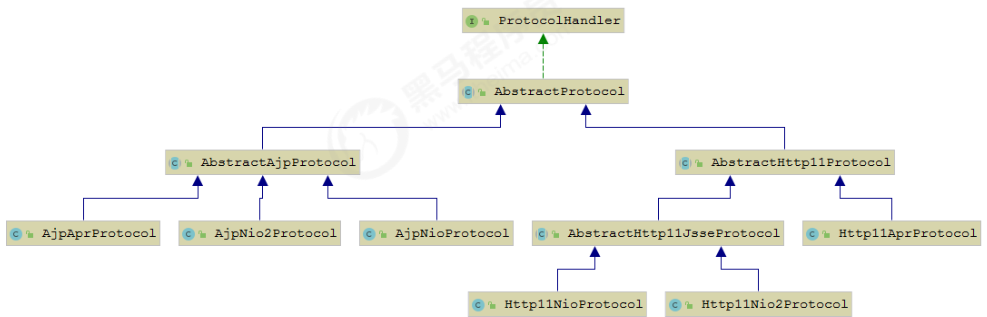 ProtocolHandler
AbstractProtocol
AbstractAjpProtocol
AbstractHttp11Protocol
AjpAprProtocol
AjpNio2Protocol
AjpNioProtocol
AbstractHttp11JsseProtocol
Http11AprProtocol
Http11NioProtocol
Http11Nio2Protocol